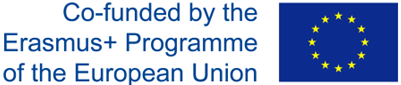 Co-funded by the
Erasmus+ Programme
of the European Union